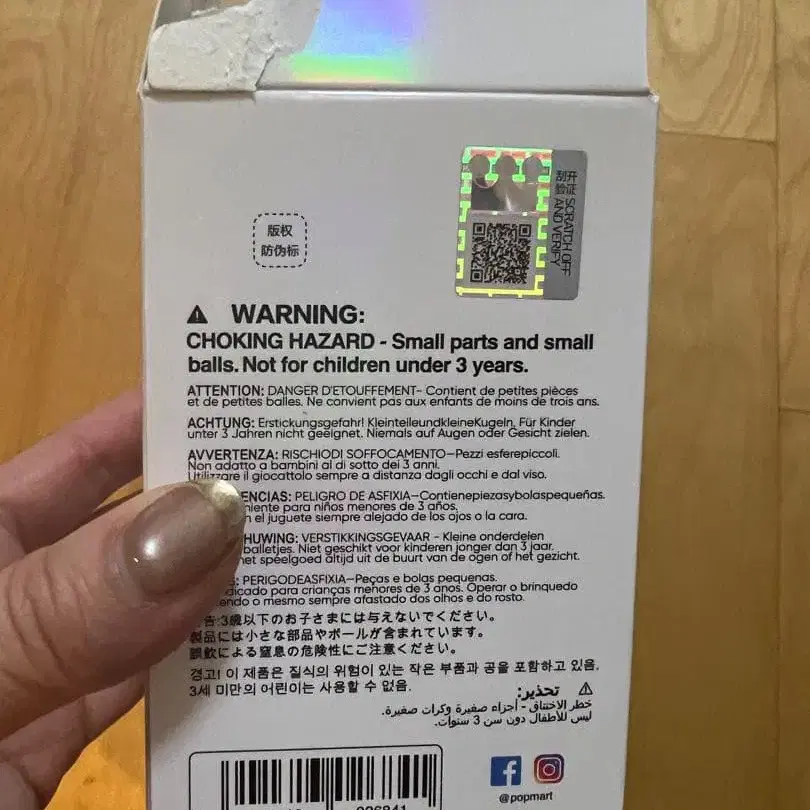 开证 SCRATCH OFF
刮验 AND VERIFY
版权
防伪标
WARNING:
CHOKING HAZARD - Small parts and small
balls. Not for children under 3 years.
ATTENTION: DANGER D'ETOUFFEMENT- Contient de petites pièces
et de petites balles. Ne convient pas aux enfants de moins de trois ans.
ACHTUNG: Erstickungsgefahr! KleinteileundkleineKugeln. Für Kinder
unter 3 Jahren nicht geeignet. Niemals auf Augen oder Gesicht zielen.
AVVERTENZA: RISCHIODI SOFFOCAMENTO-Pezzi esferepiccoli.
Non adatto a bambini al di sotto dei 3 anni.
Utilizzare il giocattolo sempre a distanza dagli occhi e dal viso.
ENCIAS: PELIGRO DE ASFIXIA-Contienepiezasybolaspequeñas.
niente para niños menores de 3 años.
n el juguete siempre alejado de los ojos o la cara.
HUWING: VERSTIKKINGSGEVAAR - Kleine onderdelen
balletjes. Niet geschikt voor kinderen jonger dan 3 jaar.
het speelgoed altijd uit de buurt van de ogen of het gezicht.
S: PERIGODEASFIXIA-Peças e bolas pequenas.
dicado para crianças menores de 3 anos. Operar o brinquedo
endo o mesmo sempre afastado dos olhos e do rosto.
告:3歳以下のお子さまには与えないでください。
製品には小さな部品やボールが含まれています。
誤飲による窒息の危険性にご注意ください。
경고! 이 제품은 질식의 위험이 있는 작은 부품과 공을 포함하고 있음.
3세 미만의 어린이는 사용할 수 없음.
تحذير:
خطر الاختناق - أجزاء صغيرة وكرات صغيرة.
ليس للأطفال دون سن 3 سنوات.
026841
@popmart